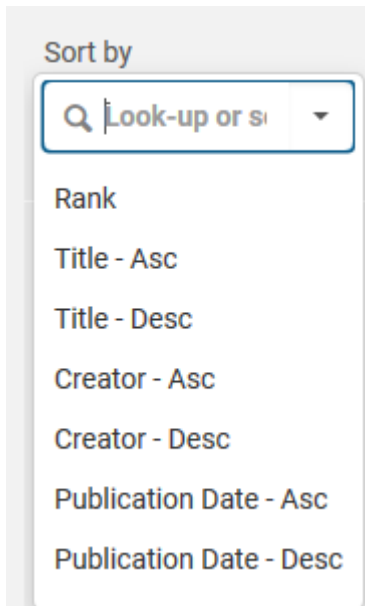 Sort by
Look-up or
Rank
Title - Asc
Title - Desc
Creator - Asc
Creator - Desc
Publication Date - Asc
Publication Date - Desc